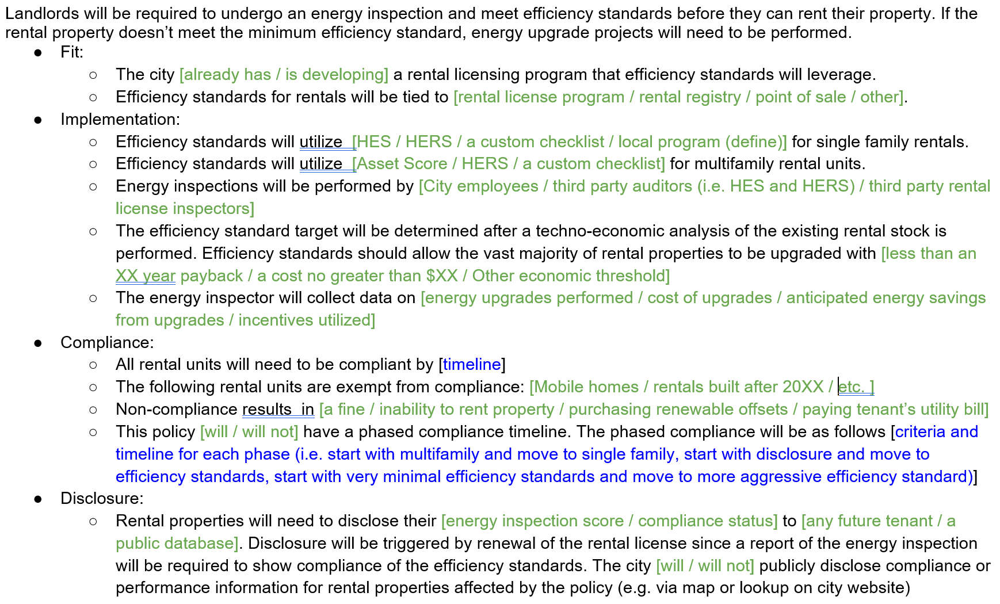 Landlords will be required to undergo an energy inspection and meet efficiency standards before they can rent their property. If the
rental property doesn’t meet the minimum efficiency standard, energy upgrade projects will need to be performed.
● Fit:
○ The city [already has / is developing] a rental licensing program that efficiency standards will leverage.
○ Efficiency standards for rentals will be tied to [rental license program / rental registry / point of sale / other].
● Implementation:
○ Efficiency standards will utilize  [HES / HERS / a custom checklist / local program (define)] for single family rentals.
○ Efficiency standards will utilize  [Asset Score / HERS / a custom checklist] for multifamily rental units.
○ Energy inspections will be performed by [City employees / third party auditors (i.e. HES and HERS) / third party rental
license inspectors]
○ The efficiency standard target will be determined after a techno-economic analysis of the existing rental stock is
performed. Efficiency standards should allow the vast majority of rental properties to be upgraded with [less than an
XX year payback / a cost no greater than $XX / Other economic threshold]
○ The energy inspector will collect data on [energy upgrades performed / cost of upgrades / anticipated energy savings
from upgrades / incentives utilized]
● Compliance:
○ All rental units will need to be compliant by [timeline]
○ The following rental units are exempt from compliance: [Mobile homes / rentals built after 20XX / etc. ]
○ Non-compliance results  in [a fine / inability to rent property / purchasing renewable offsets / paying tenant’s utility bill]
○ This policy [will / will not] have a phased compliance timeline. The phased compliance will be as follows [criteria and
timeline for each phase (i.e. start with multifamily and move to single family, start with disclosure and move to
efficiency standards, start with very minimal efficiency standards and move to more aggressive efficiency standard)]
● Disclosure:
○ Rental properties will need to disclose their [energy inspection score / compliance status] to [any future tenant / a
public database]. Disclosure will be triggered by renewal of the rental license since a report of the energy inspection
will be required to show compliance of the efficiency standards. The city [will / will not] publicly disclose compliance or
performance information for rental properties affected by the policy (e.g. via map or lookup on city website)